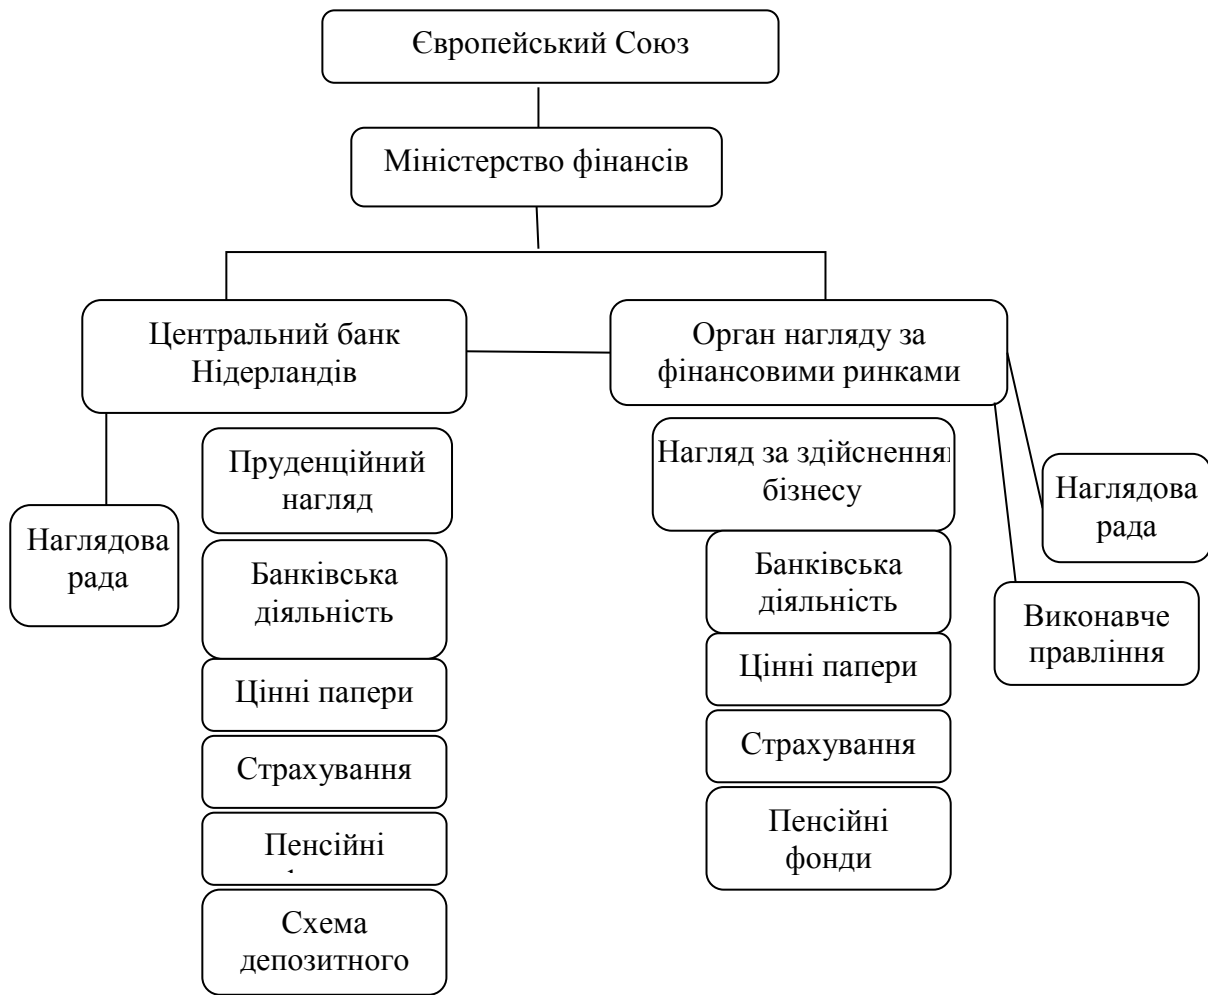 Європейський Союз
Міністерство фінансів
Центральний банк
Нідерландів
Орган нагляду за
фінансовими ринками
Пруденційний
нагляд
Нагляд за здійсненням
бізнесу
Наглядова
рада
Наглядова
рада
Банківська
діяльність
Банківська
діяльність
Виконавче
правління
Цінні папери
Цінні папери
Страхування
Страхування
Пенсійні
Пенсійні
фонди
Схема
депозитного